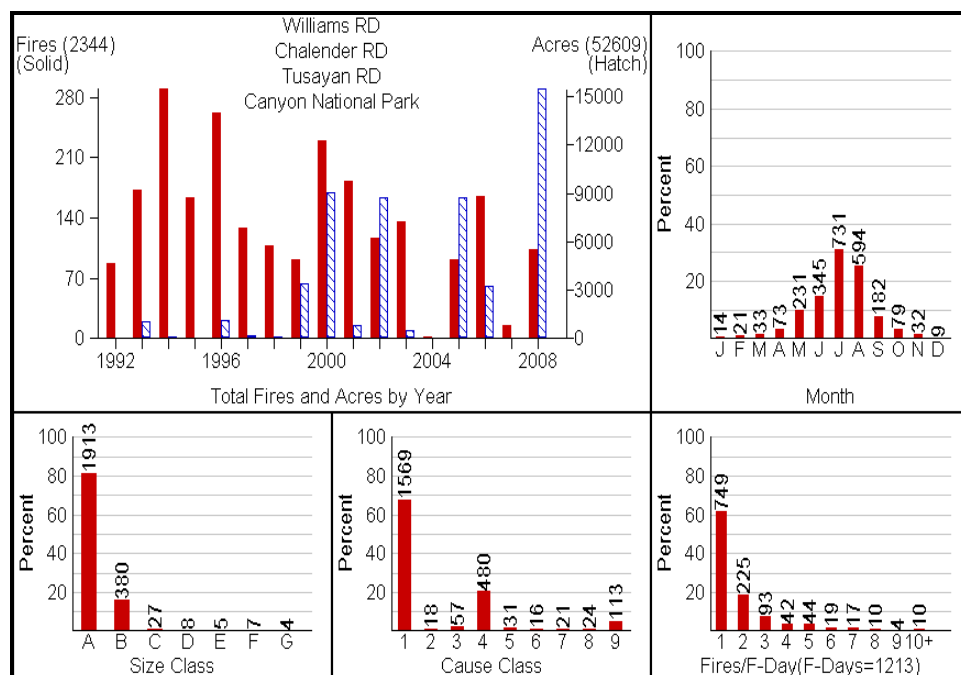 Williams RD
Fires (2344) Acres (52609)
(Solid) (Hatch)
Chalender RD
Tusayan RD
Canyon National Park
280 15000
210 12000
140 9000
70 6000
0 3000
0
1992 1996 2000 2004 2008
Total Fires and Acres by Year
100
80
60
40
20
Percent
14 21 33 73 231 345 731 594 182 79 32 9
J F M A M J J A S O N D
Month
100
80
60
40
20
Percent
1913 380 27 8 5 7 4
A B C D E F G
Size Class
100
80
60
40
20
Percent
1569 18 57 480 31 16 21 24 113
1 2 3 4 5 6 7 8 9
Cause Class
100
80
60
40
20
Percent
749 225 93 42 44 19 17 10 4 10
1 2 3 4 5 6 7 8 9 10+
Fires/F-Day(F-Days=1213)